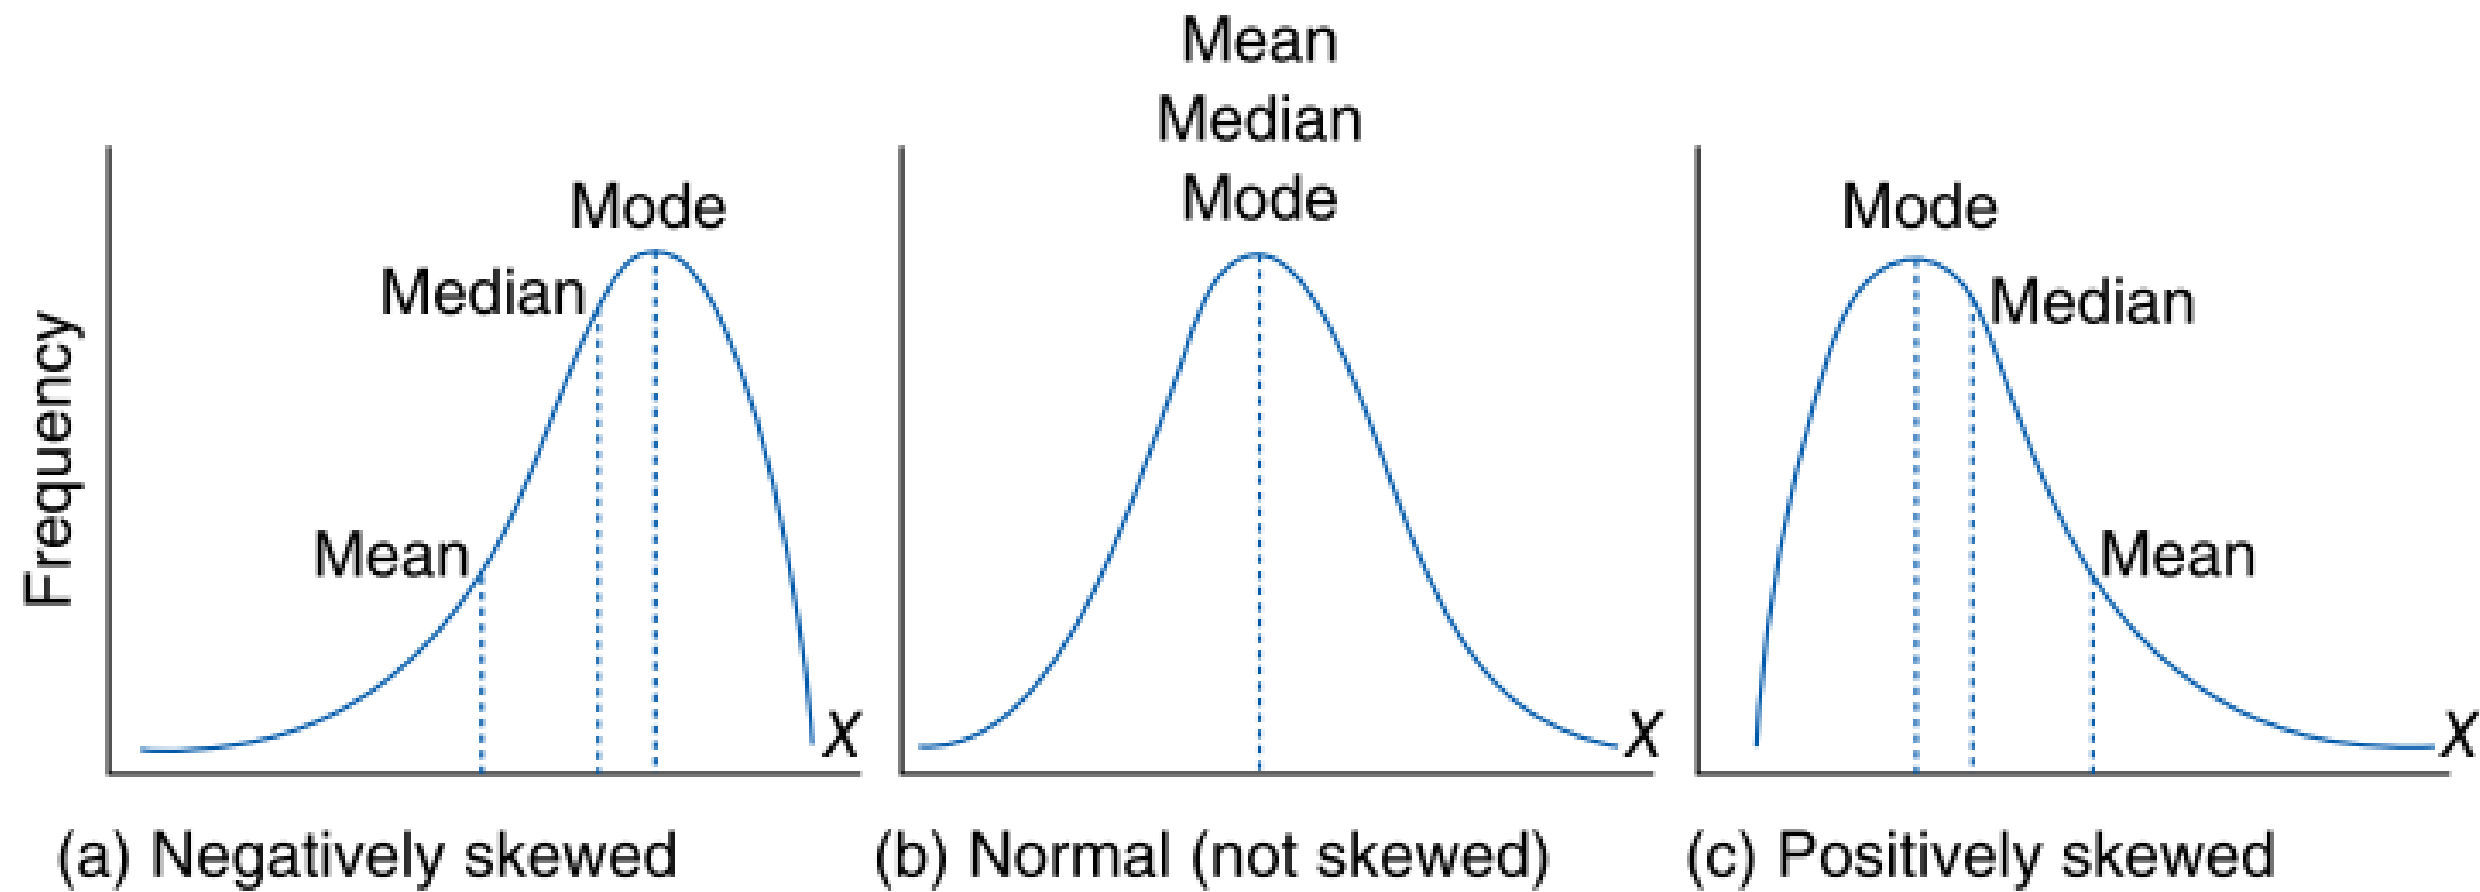 Mean
Median
Mode
Mode
Median
Mean
Frequency
X
X
Mode
Median
Mean
X
(a) Negatively skewed
(b) Normal (not skewed)
(c) Positively skewed